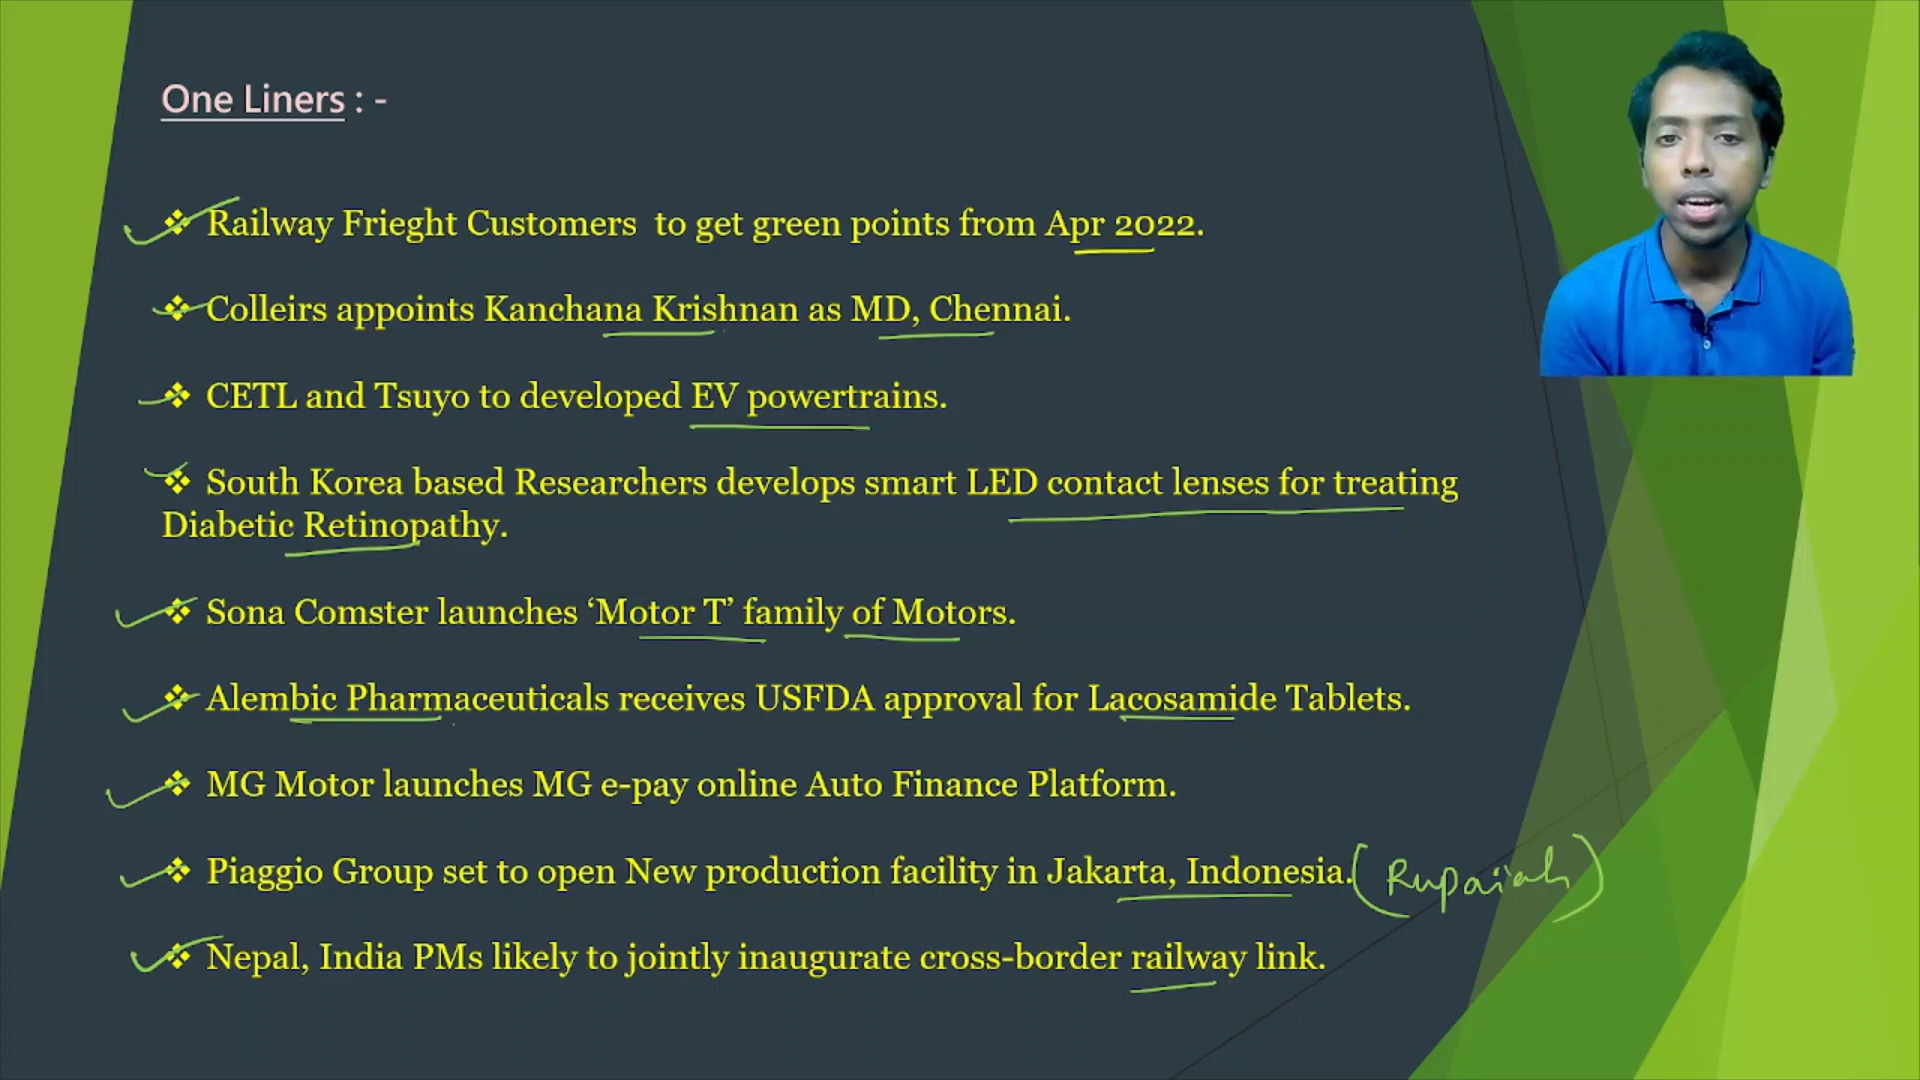 One Liners : -
❖ Railway Frieght Customers to get green points from Apr 2022.
❖ Colleirs appoints Kanchana Krishnan as MD, Chennai.
❖ CETL and Tsuyo to developed EV powertrains.
❖ South Korea based Researchers develops smart LED contact lenses for treating
Diabetic Retinopathy.
❖ Sona Comster launches ‘Motor T’ family of Motors.
❖ Alembic Pharmaceuticals receives USFDA approval for Lacosamide Tablets.
❖ MG Motor launches MG e-pay online Auto Finance Platform.
❖ Piaggio Group set to open New production facility in Jakarta, Indonesia. (Rupaiah)
❖ Nepal, India PMs likely to jointly inaugurate cross-border railway link.